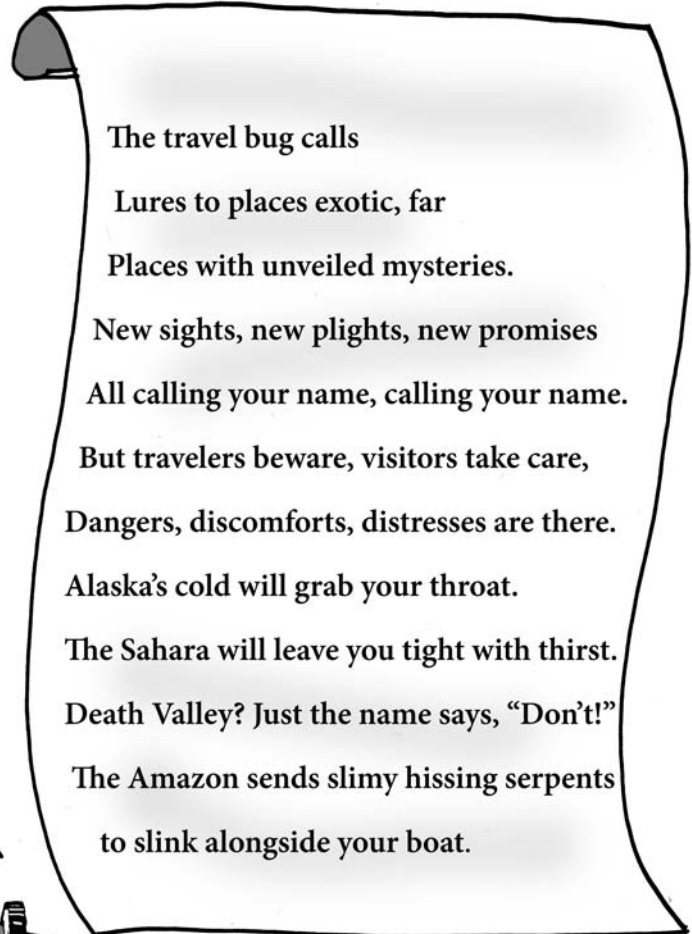 The travel bug calls
Lures to places exotic, far
Places with unveiled mysteries.
New sights, new plights, new promises
All calling your name, calling your name.
But travelers beware, visitors take care,
Dangers, discomforts, distresses are there.
Alaska’s cold will grab your throat.
The Sahara will leave you tight with thirst.
Death Valley? Just the name says, “Don’t!”
The Amazon sends slimy hissing serpents
to slink alongside your boat.